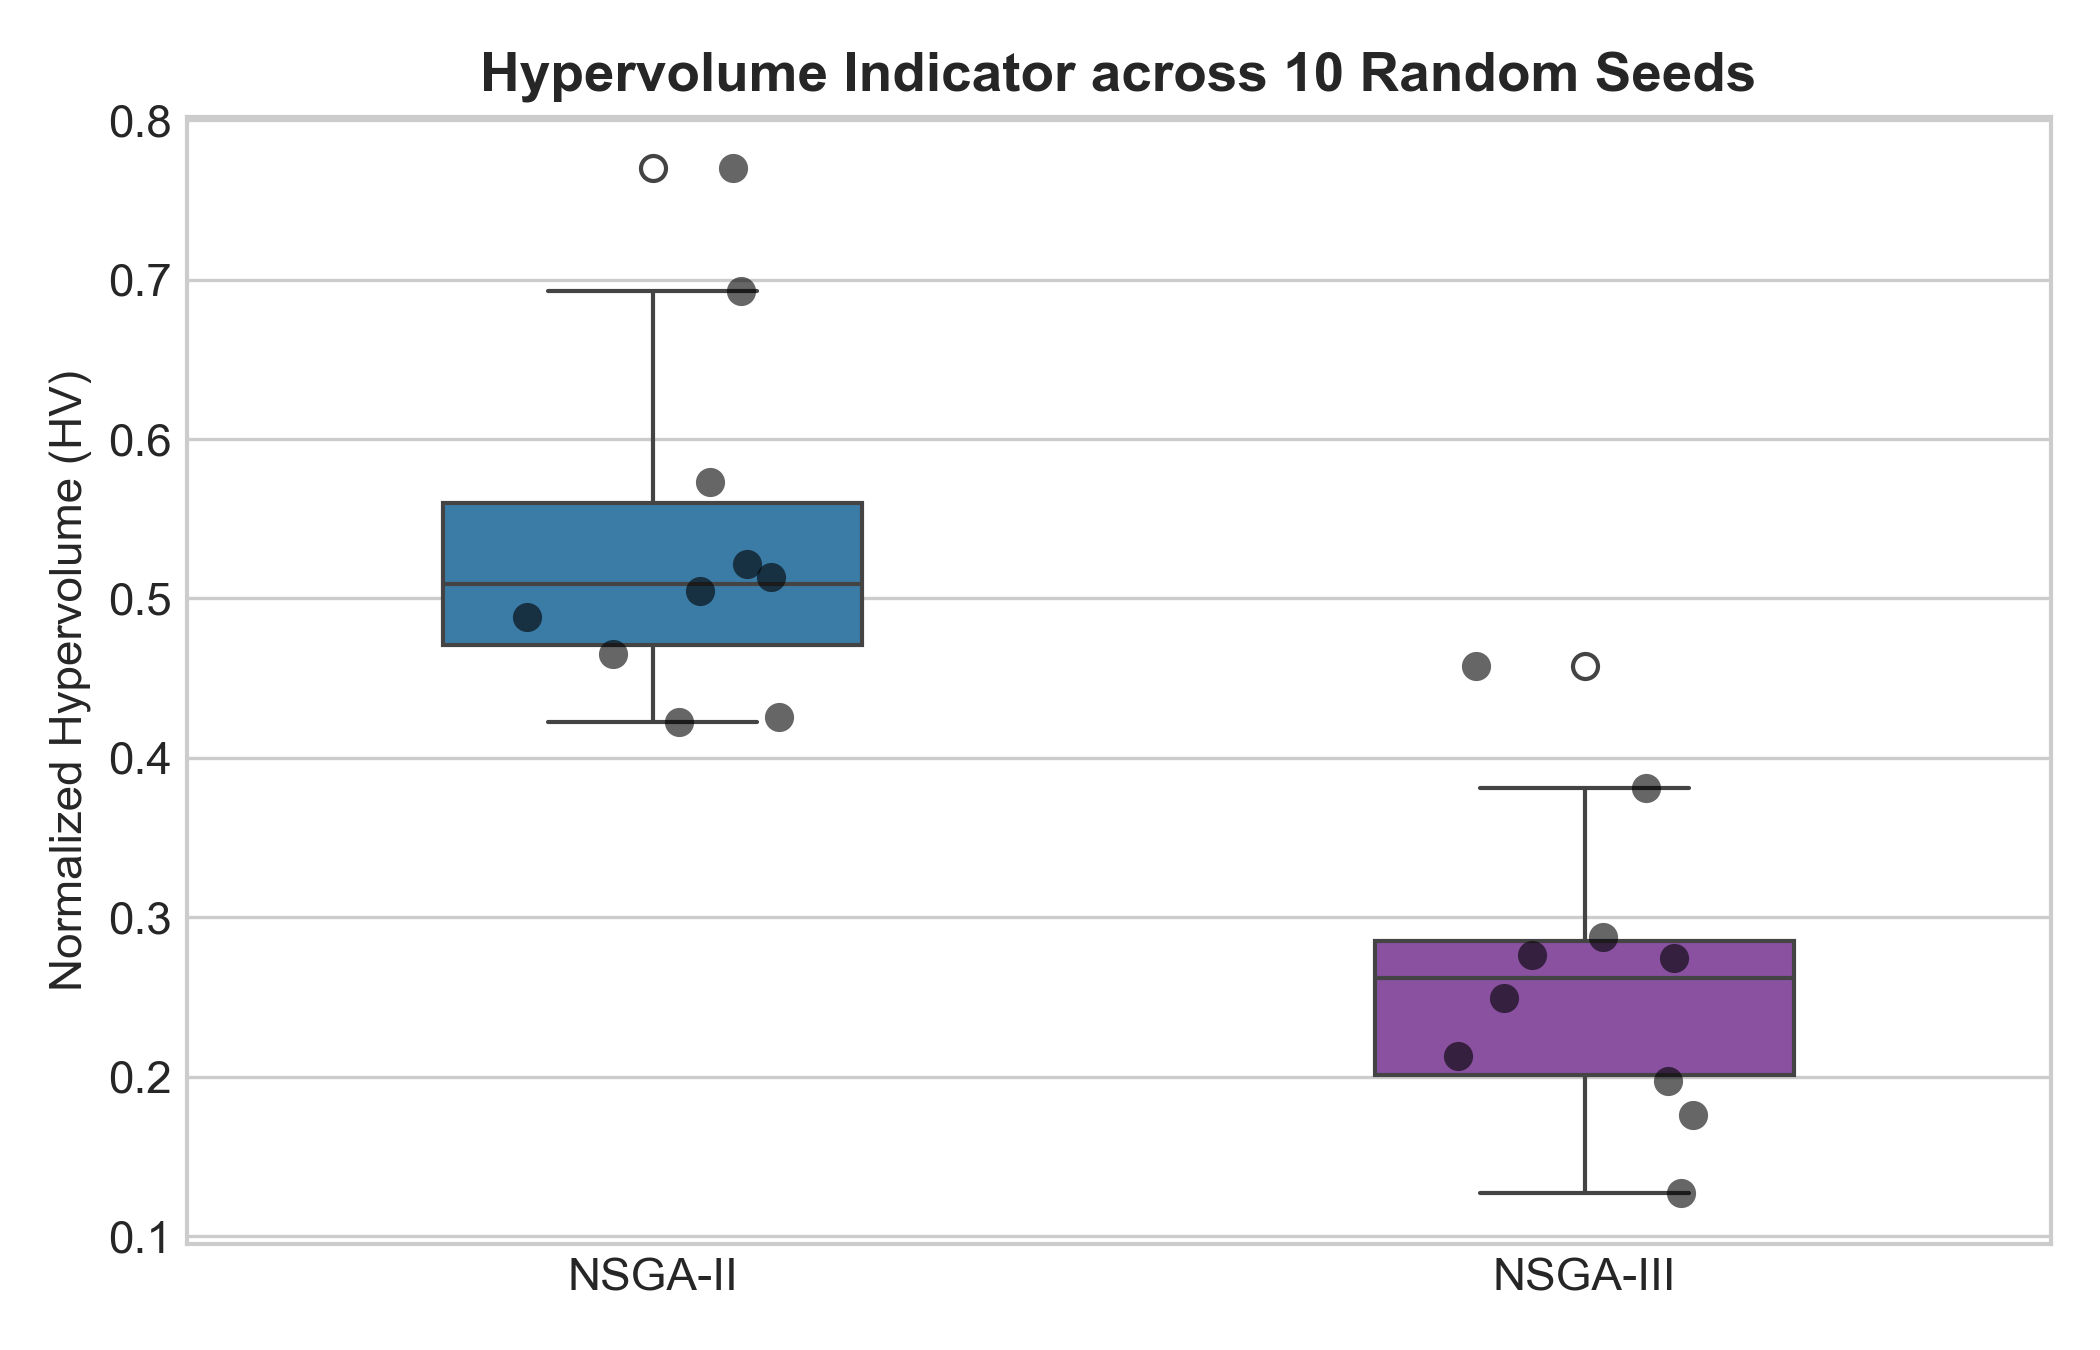 Hypervolume Indicator across 10 Random Seeds
Normalized Hypervolume (HV)
0.8
0.7
0.6
0.5
0.4
0.3
0.2
0.1
NSGA-II
NSGA-III